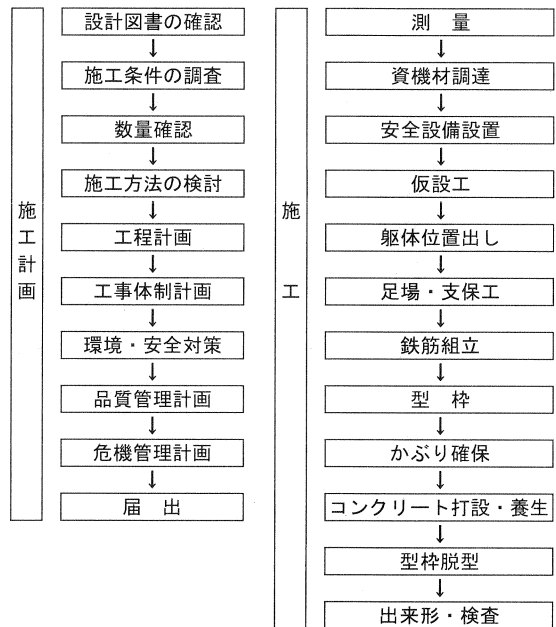 施工計画
設計図書の確認
↓
施工条件の調査
↓
数量確認
↓
施工方法の検討
↓
工程計画
↓
工事体制計画
↓
環境・安全対策
↓
品質管理計画
↓
危機管理計画
↓
届　出
施　工
測　量
↓
資機材調達
↓
安全設備設置
↓
仮設工
↓
躯体位置出し
↓
足場・支保工
↓
鉄筋組立
↓
型　枠
↓
かぶり確保
↓
コンクリート打設・養生
↓
型枠脱型
↓
出来形・検査